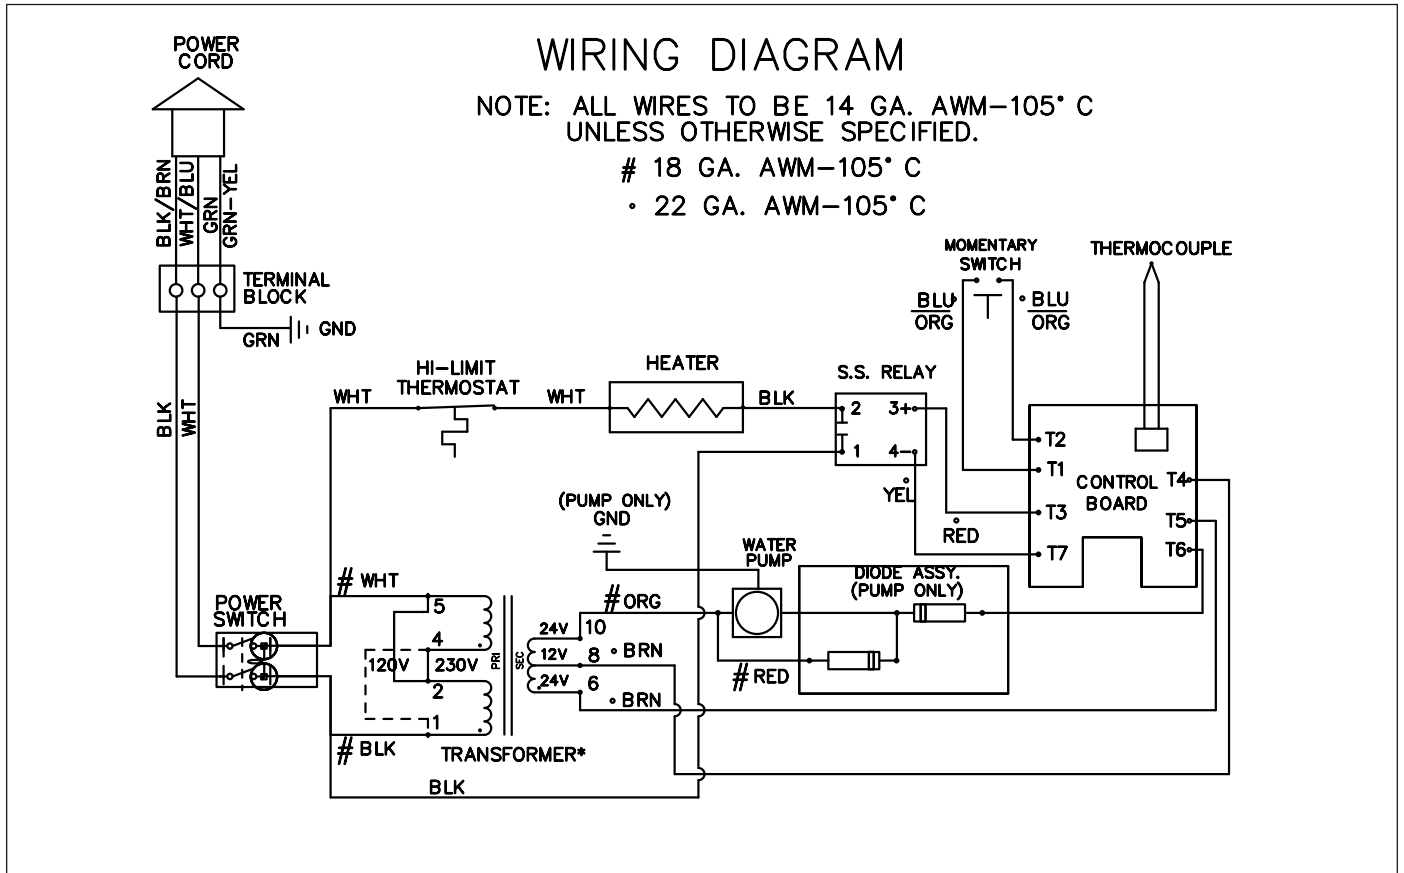 POWER
CORD
WIRING DIAGRAM
NOTE: ALL WIRES TO BE 14 GA. AWM-105° C
UNLESS OTHERWISE SPECIFIED.
# 18 GA. AWM-105° C
° 22 GA. AWM-105° C
BLK/BRN
WHT/BLU
GRN
GRN-YEL
TERMINAL
BLOCK
GRN
GND
BLK
WHT
MOMENTARY
SWITCH
THERMOCOUPLE
BLU
ORG
° BLU
ORG
WHT
HI-LIMIT
THERMOSTAT
WHT
HEATER
BLK
S.S. RELAY
2
3+
1
4-
YEL
RED
T2
T1
T3
T7
CONTROL
BOARD
T4
T5
T6
(PUMP ONLY)
GND
WATER
PUMP
DIODE ASSY.
(PUMP ONLY)
POWER
SWITCH
# WHT
5
4
120V
230V
2
1
PRI
SEC
# BLK
TRANSFORMER*
BLK
24V
12V
24V
10
8
6
#ORG
° BRN
° BRN
#RED